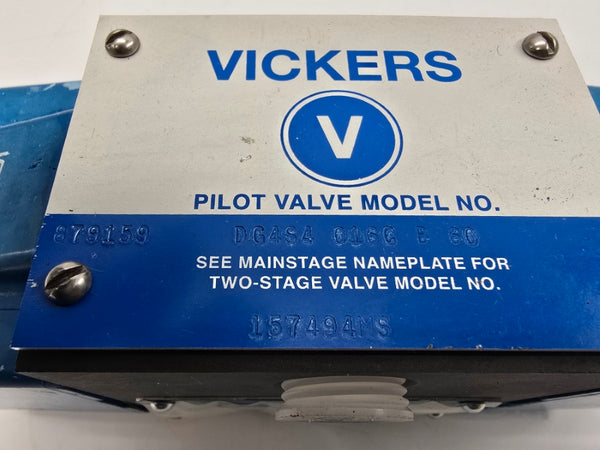 VICKERS
V
PILOT VALVE MODEL NO.
879159 DG4S4 016C B 60
SEE MAINSTAGE NAMEPLATE FOR
TWO-STAGE VALVE MODEL NO.
157494MS